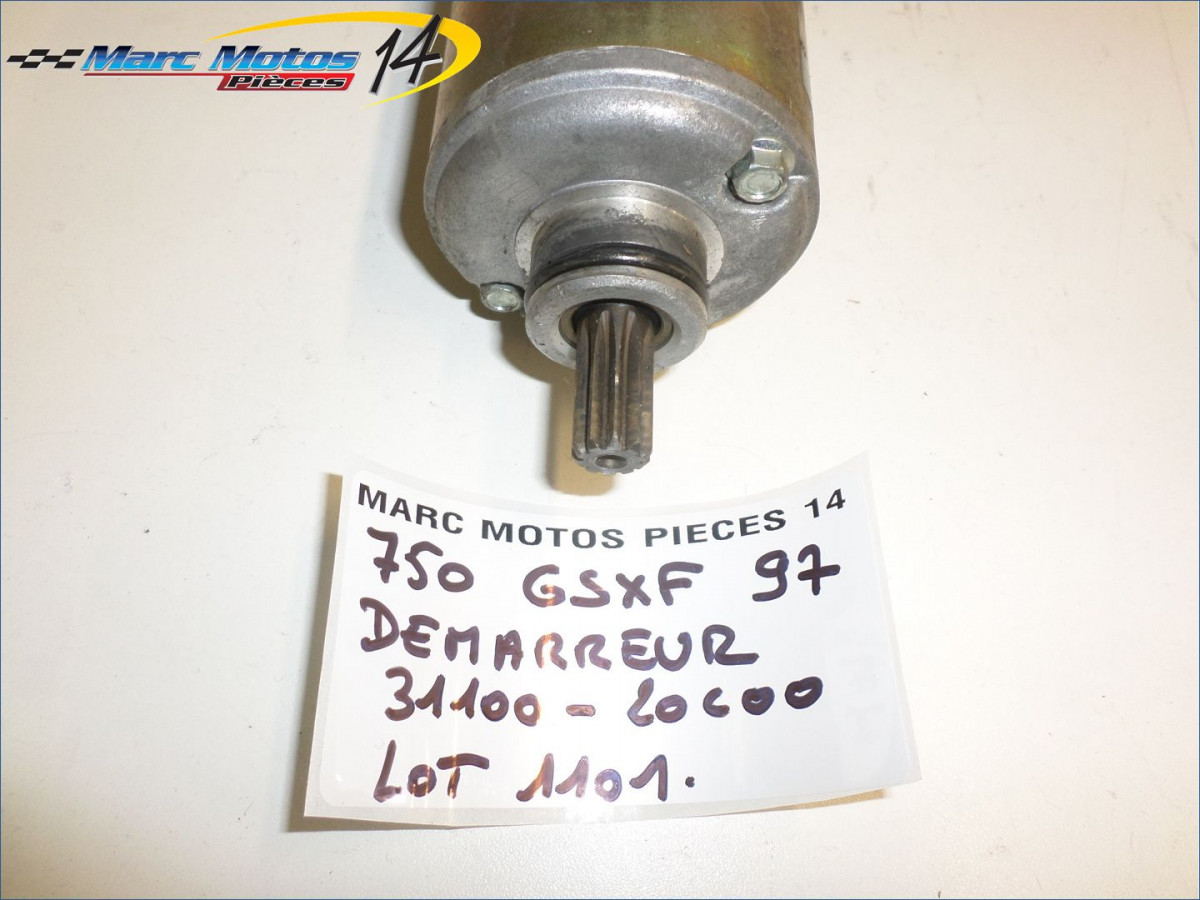 Marc Motos 14
Pièces
MARC MOTOS PIECES 14
750 GSXF 97
DEMARREUR
31100-20C00
LOT 1101.